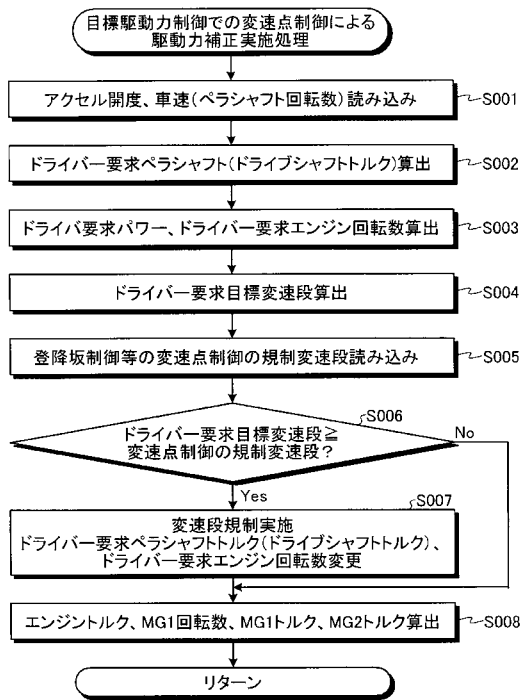 目標駆動力制御での変速点制御による
駆動力補正実施処理
アクセル開度、車速(ペラシャフト回転数)読み込み
S001
ドライバー要求ペラシャフト(ドライブシャフトトルク)算出
S002
ドライバ要求パワー、ドライバー要求エンジン回転数算出
S003
ドライバー要求目標変速段算出
S004
登降坂制御等の変速点制御の規制変速段読み込み
S005
S006
ドライバー要求目標変速段≧
変速点制御の規制変速段?
No
Yes
S007
変速段規制実施
ドライバー要求ペラシャフトトルク(ドライブシャフトトルク)、
ドライバー要求エンジン回転数変更
エンジントルク、MG1回転数、MG1トルク、MG2トルク算出
S008
リターン